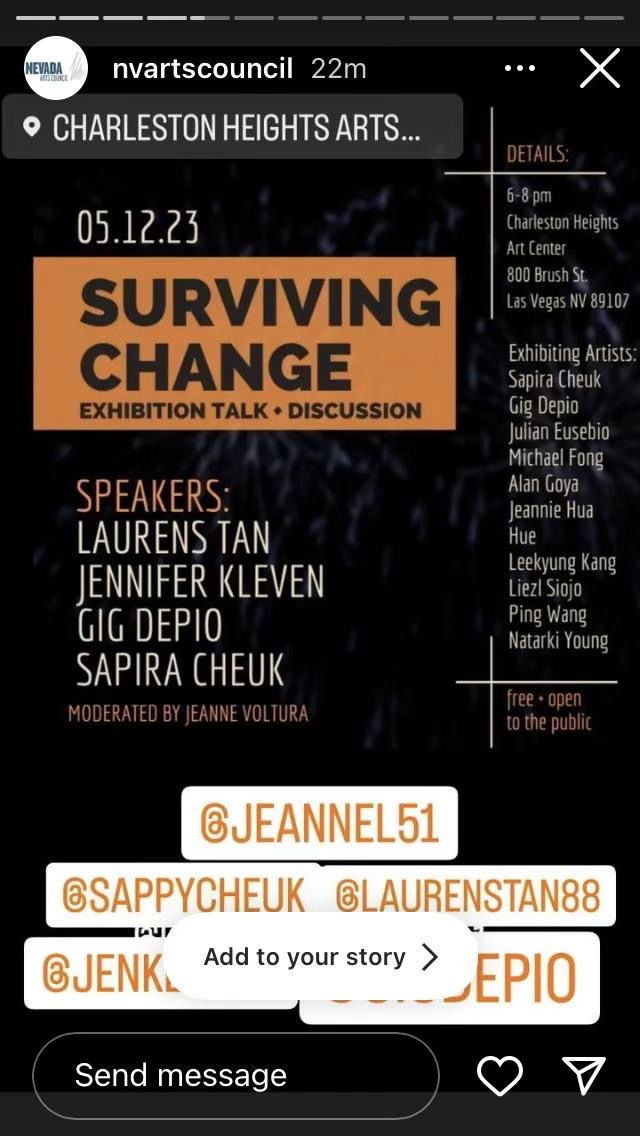 NEVADA
ARTS COUNCIL
nvartscouncil 22m
CHARLESTON HEIGHTS ARTS...
05.12.23
SURVIVING
CHANGE
EXHIBITION TALK + DISCUSSION
SPEAKERS:
LAURENS TAN
JENNIFER KLEVEN
GIG DEPIO
SAPIRA CHEUK
MODERATED BY JEANNE VOLTURA
DETAILS:
6-8 pm
Charleston Heights
Art Center
800 Brush St.
Las Vegas NV 89107
Exhibiting Artists:
Sapira Cheuk
Gig Depio
Julian Eusebio
Michael Fong
Alan Goya
Jeannie Hua
Hue
Leekyung Kang
Liezl Siojo
Ping Wang
Natarki Young
free + open
to the public
@JEANNEL51
@SAPPYCHEUK @LAURENSTAN88
Add to your story
Send message